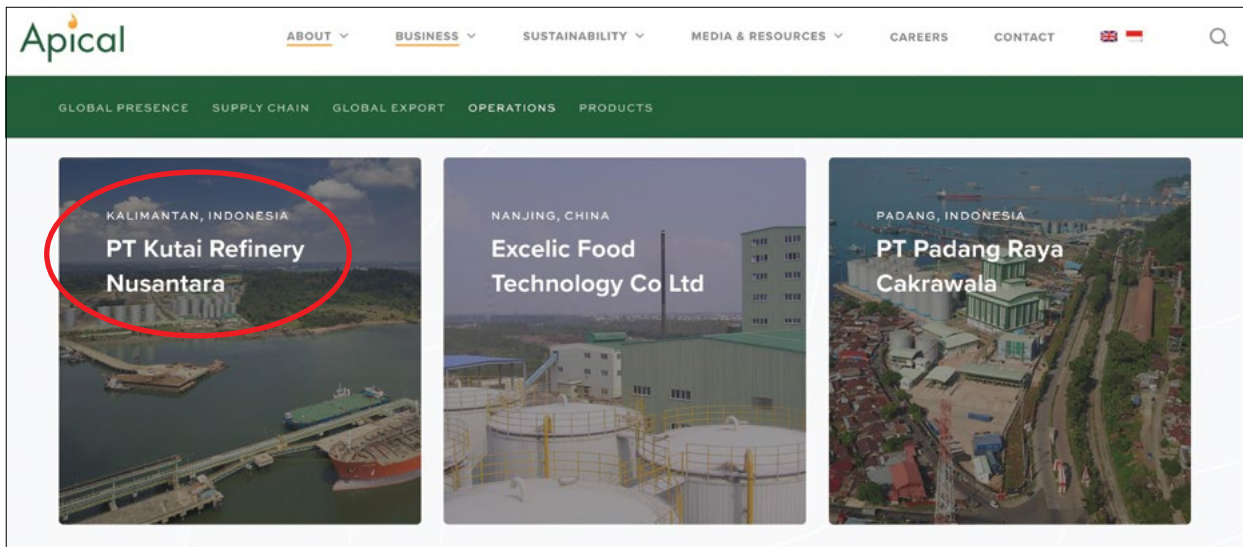 Apical
ABOUT BUSINESS SUSTAINABILITY MEDIA & RESOURCES CAREERS CONTACT
GLOBAL PRESENCE SUPPLY CHAIN GLOBAL EXPORT OPERATIONS PRODUCTS
KALIMANTAN, INDONESIA
PT Kutai Refinery
Nusantara
NANJING, CHINA
Excelic Food
Technology Co Ltd
PADANG, INDONESIA
PT Padang Raya
Cakrawala